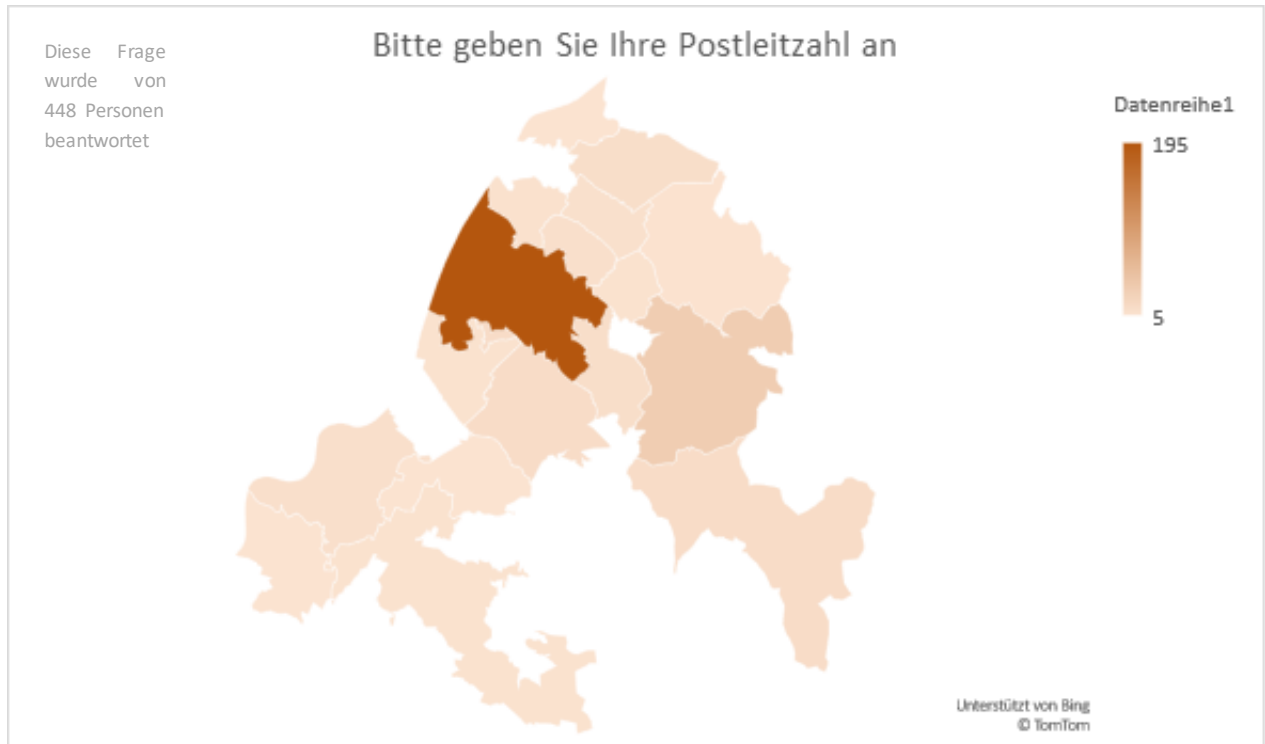 Bitte geben Sie Ihre Postleitzahl an
Diese Frage
wurde von
448 Personen
beantwortet
Datenreihe1
195
5
Unterstützt von Bing
© TomTom